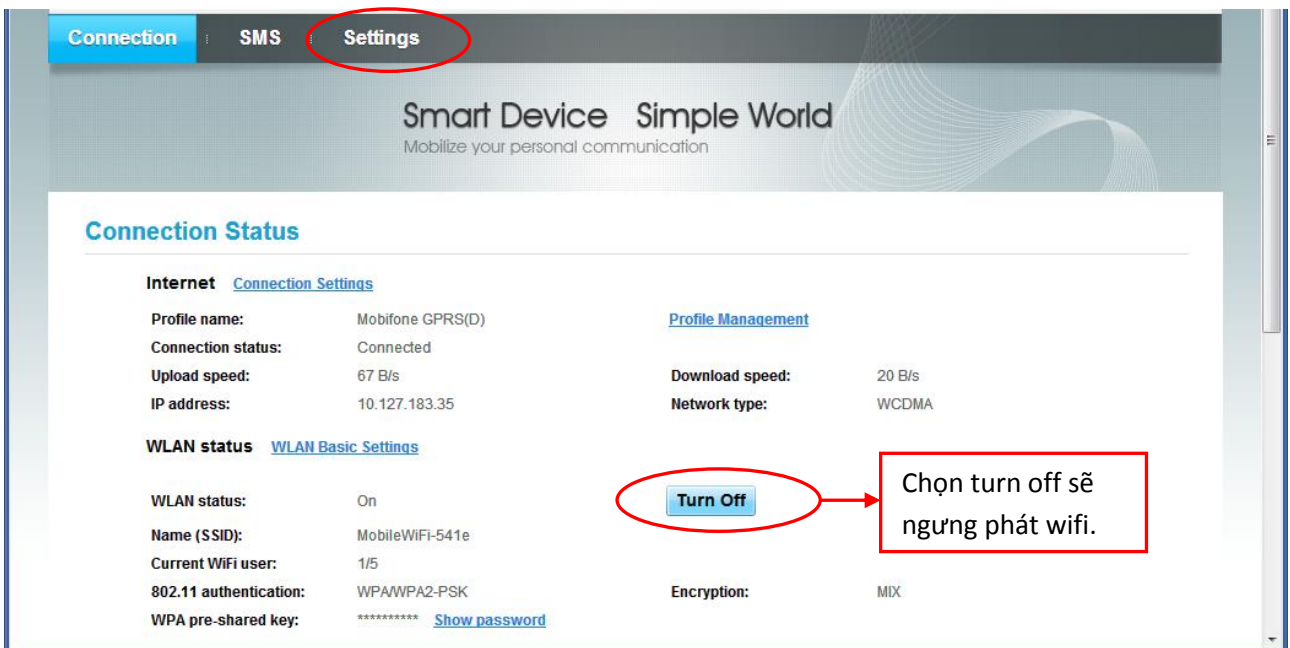 Connection SMS Settings
Smart Device Simple World
Mobilize your personal communication
Connection Status
Internet Connection Settings
Profile name: Mobifone GPRS(D) Profile Management
Connection status: Connected
Upload speed: 67 B/s Download speed: 20 B/s
IP address: 10.127.183.35 Network type: WCDMA
WLAN status WLAN Basic Settings
WLAN status: On Turn Off
Chọn turn off sẽ
ngưng phát wifi.
Name (SSID): MobileWiFi-541e
Current WiFi user: 1/5
802.11 authentication: WPA/WPA2-PSK Encryption: MIX
WPA pre-shared key: ********** Show password